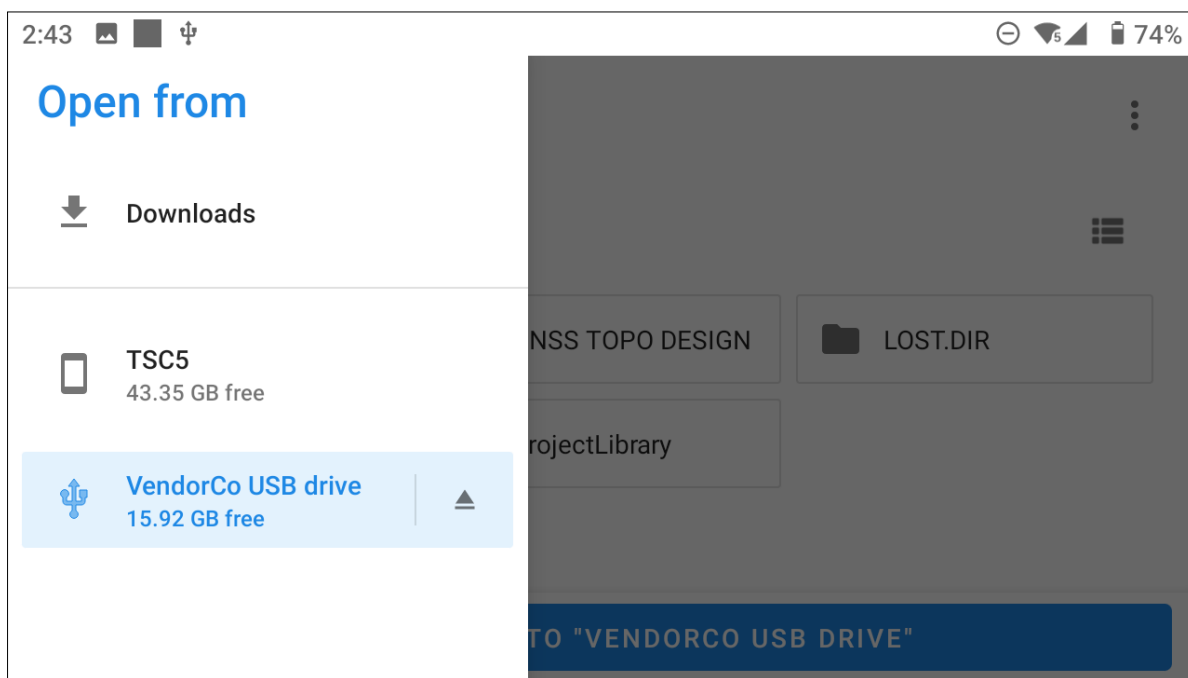 2:43
5
74%
Open from
Downloads
TSC5
43.35 GB free
VendorCo USB drive
15.92 GB free
NSS TOPO DESIGN
LOST.DIR
rojectLibrary
TO "VENDORCO USB DRIVE"